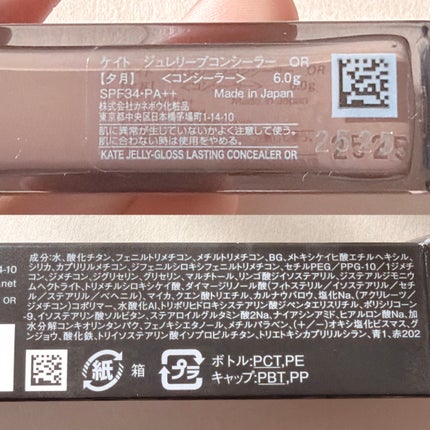 ケイト ジュレリーブコンシーラー OR
【夕月】 <コンシーラー> 6.0g
SPF34・PA++ Made in Japan
株式会社カネボウ化粧品
東京都中央区日本橋茅場町1-14-10
肌に異常が生じていないかよく注意して使う。
肌に合わない時は使用をやめる。
KATE JELLY-GLOSS LASTING CONCEALER OR
2525
4-10
.net
OR
成分:水、酸化チタン、フェニルトリメチコン、メチルトリメチコン、BG、メトキシケイヒ酸エチルヘキシル、
シリカ、カプリリルメチコン、ジフェニルシロキシフェニルトリメチコン、セチルPEG/PPG-10/1ジメ
チコン、ジメチコン、ジグリセリン、グリセリン、マルチトール、リンゴ酸ジイソステアリル、ジステアルジモニウ
ムヘクトライト、トリメチルシロキシケイ酸、ダイマージリノール酸(フィトステリル/イソステアリル/セ
チル/ステアリル/ベヘニル)、マイカ、クエン酸トリエチル、カルナウバロウ、塩化Na、(アクリレーツ/
ジメチコン)コポリマー、水酸化Al、トリポリヒドロキシステアリン酸ジペンタエリスリチル、ポリシリコーン
-9、イソステアリン酸ソルビタン、ステアロイルグルタミン酸2Na、ナイアシンアミド、ヒアルロン酸Na、加
水分解コンキオリン、タンパク、フェノキシエタノール、メチルパラベン、(+/-)オキシ塩化ビスマス、グ
ンジョウ、酸化鉄、トリイソステアリン酸イソプロピルチタン、トリエトキシカプリリルシラン、青1、赤202
紙 箱
プラ
ボトル:PCT,PE
キャップ:PBT,PP